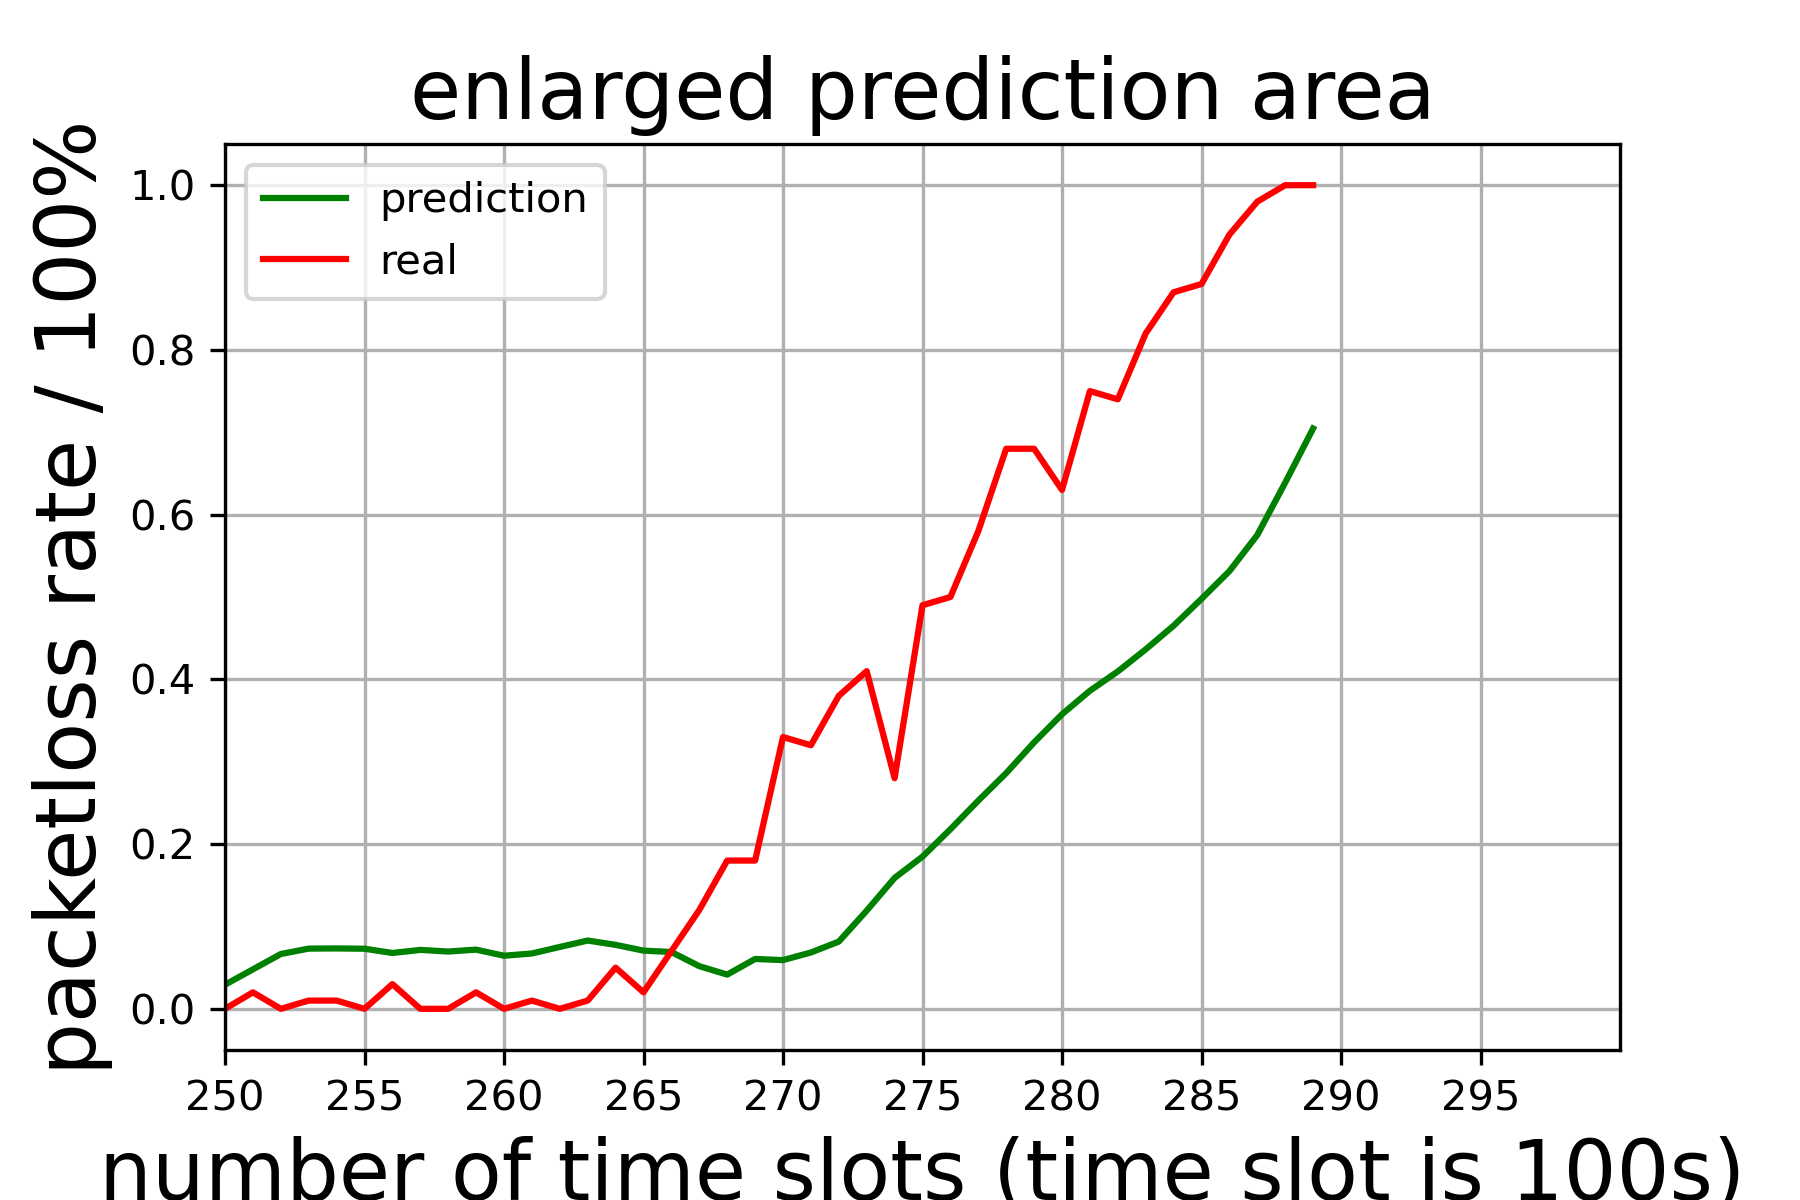 enlarged prediction area
packetloss rate / 100%
prediction
real
1.0
0.8
0.6
0.4
0.2
0.0
250 255 260 265 270 275 280 285 290 295
number of time slots (time slot is 100s)